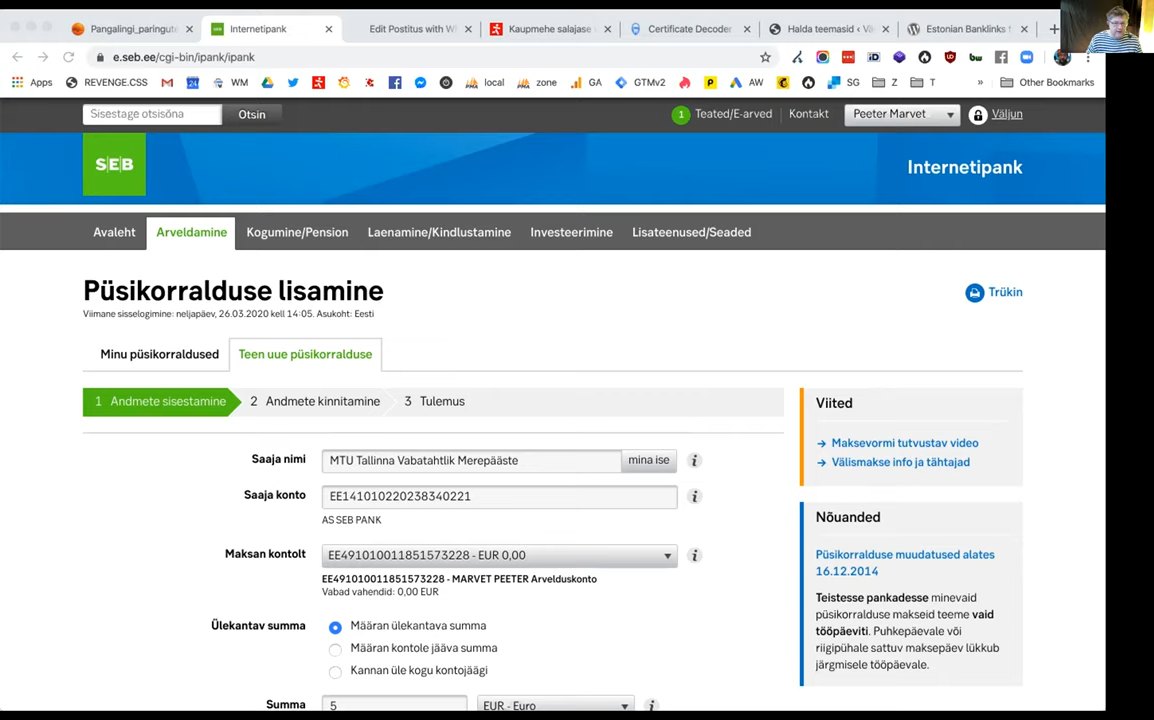 Pangalingi_paringute
Internetipank
Edit Postitus with W
Kaupmehe salajase
Certificate Decoder
Halda teemasid
Estonian Banklinks
e.seb.ee/cgi-bin/ipank/ipank
Apps REVENGE.CSS WM local zone GA GTMv2 AW SG Z T » Other Bookmarks
Sisestage otsisõna Otsin 1 Teated/E-arved Kontakt Peeter Marvet Väljun
SEB Internetipank
Avaleht Arveldamine Kogumine/Pension Laenamine/Kindlustamine Investeerimine Lisateenused/Seaded
Püsikorralduse lisamine
Trükin
Viimane sisselogimine: neljapäev, 26.03.2020 kell 14:05. Asukoht: Eesti
Minu püsikorraldused Teen uue püsikorralduse
1 Andmete sisestamine 2 Andmete kinnitamine 3 Tulemus
Saaja nimi MTU Tallinna Vabatahtlik Merepääste mina ise
Saaja konto EE141010220238340221
AS SEB PANK
Maksan kontolt EE491010011851573228 - EUR 0,00
EE491010011851573228 - MARVET PEETER Arvelduskonto
Vabad vahendid: 0,00 EUR
Ülekantav summa Määran ülekantava summa
Määran kontole jääva summa
Kannan üle kogu kontojäägi
Summa 5 EUR - Euro
Viited
Maksevormi tutvustav video
Välismakse info ja tähtajad
Nõuanded
Püsikorralduse muudatused alates
16.12.2014
Teistesse pankadesse minevaid
püsikorralduse makseid teeme vaid
tööpäeviti. Puhkepäevale või
riigipühale sattuv maksepäev lükkub
järgmisele tööpäevale.